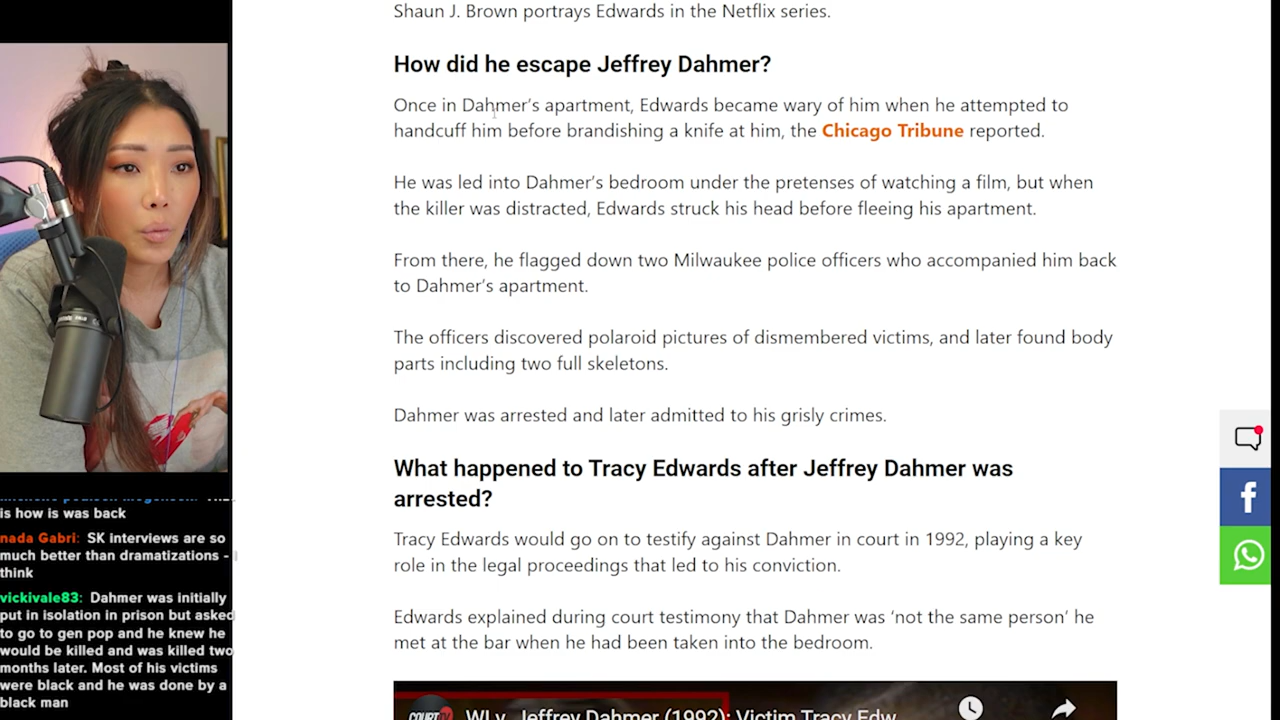 Shaun J. Brown portrays Edwards in the Netflix series.
How did he escape Jeffrey Dahmer?
Once in Dahmer's apartment, Edwards became wary of him when he attempted to
handcuff him before brandishing a knife at him, the Chicago Tribune reported.
He was led into Dahmer's bedroom under the pretenses of watching a film, but when
the killer was distracted, Edwards struck his head before fleeing his apartment.
From there, he flagged down two Milwaukee police officers who accompanied him back
to Dahmer's apartment.
The officers discovered polaroid pictures of dismembered victims, and later found body
parts including two full skeletons.
Dahmer was arrested and later admitted to his grisly crimes.
What happened to Tracy Edwards after Jeffrey Dahmer was
arrested?
Tracy Edwards would go on to testify against Dahmer in court in 1992, playing a key
role in the legal proceedings that led to his conviction.
Edwards explained during court testimony that Dahmer was 'not the same person' he
met at the bar when he had been taken into the bedroom.
COURT
WI v. Jeffrey Dahmer (1992): Victim Tracy Edw
is how is was back
nada Gabri: SK interviews are so
much better than dramatizations -
think
vickivale83: Dahmer was initially
put in isolation in prison but asked
to go to gen pop and he knew he
would be killed and was killed two
months later. Most of his victims
were black and he was done by a
black man